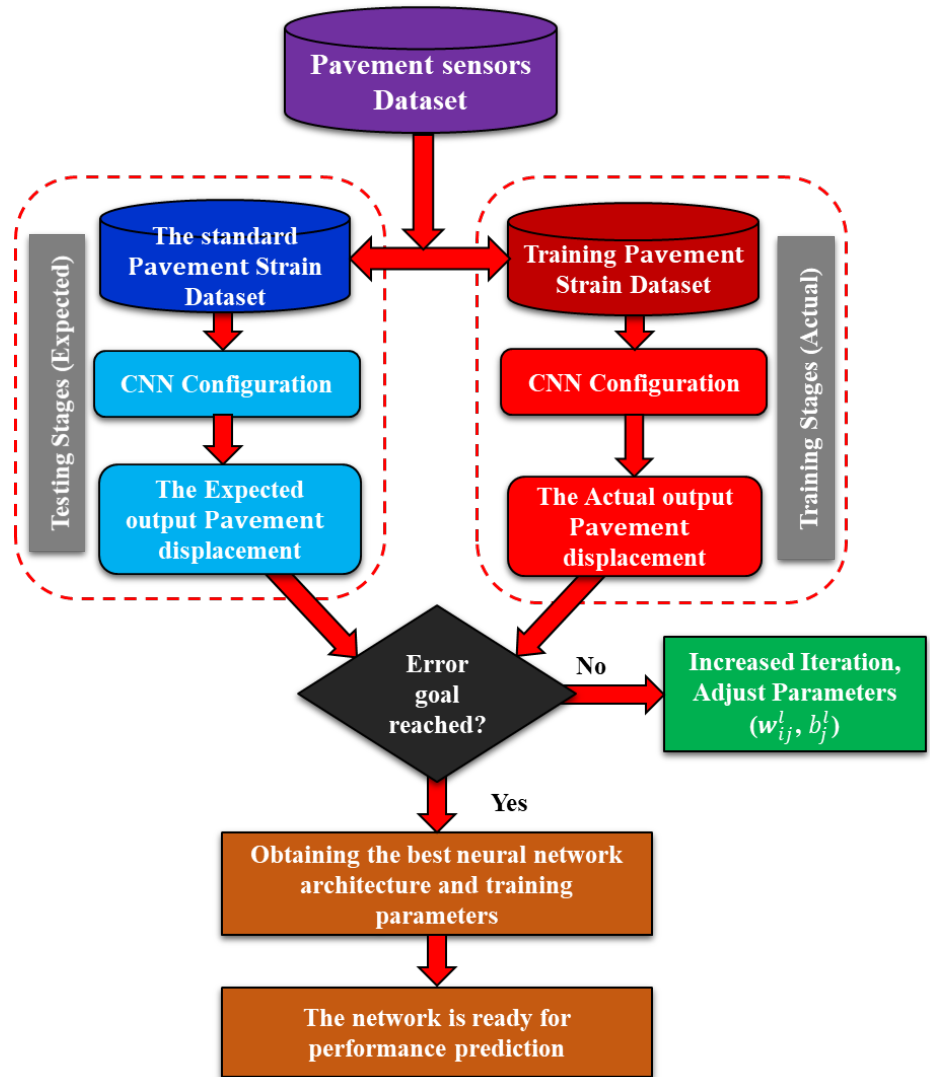 Pavement sensors
Dataset
Testing Stages (Expected)
The standard
Pavement Strain
Dataset
CNN Configuration
The Expected
output Pavement
displacement
Training Pavement
Strain Dataset
CNN Configuration
The Actual output
Pavement
displacement
Training Stages (Actual)
Error
goal
reached?
No
Increased Iteration,
Adjust Parameters
($w_{ij}^{l}$, $b_{j}^{l}$)
Yes
Obtaining the best neural network
architecture and training
parameters
The network is ready for
performance prediction